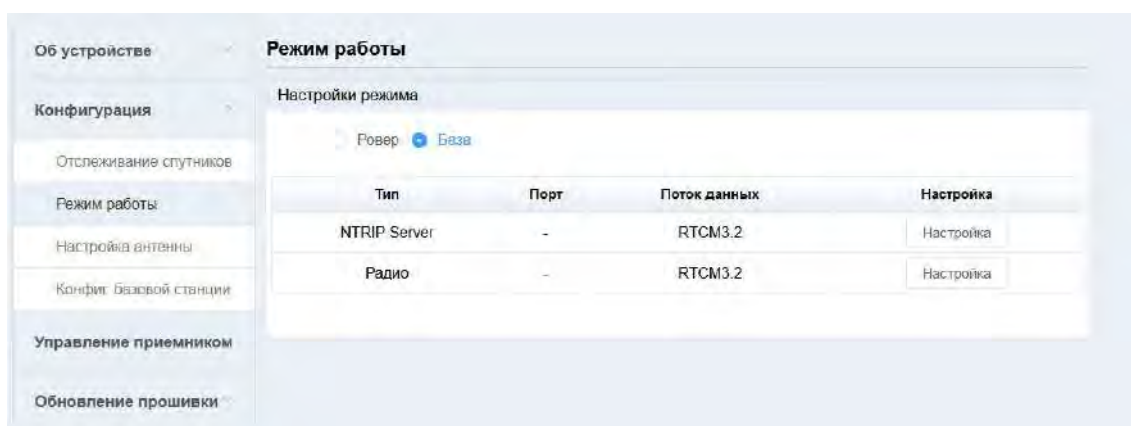 Об устройстве
Конфигурация
Отслеживание спутников
Режим работы
Настройка антенны
Конфиг базовой станции
Управление приемником
Обновление прошивки
Режим работы
Настройки режима
Ровер База
Тип Порт Поток данных Настройка
NTRIP Server - RTCM3.2 Настройка
Радио - RTCM3.2 Настройка